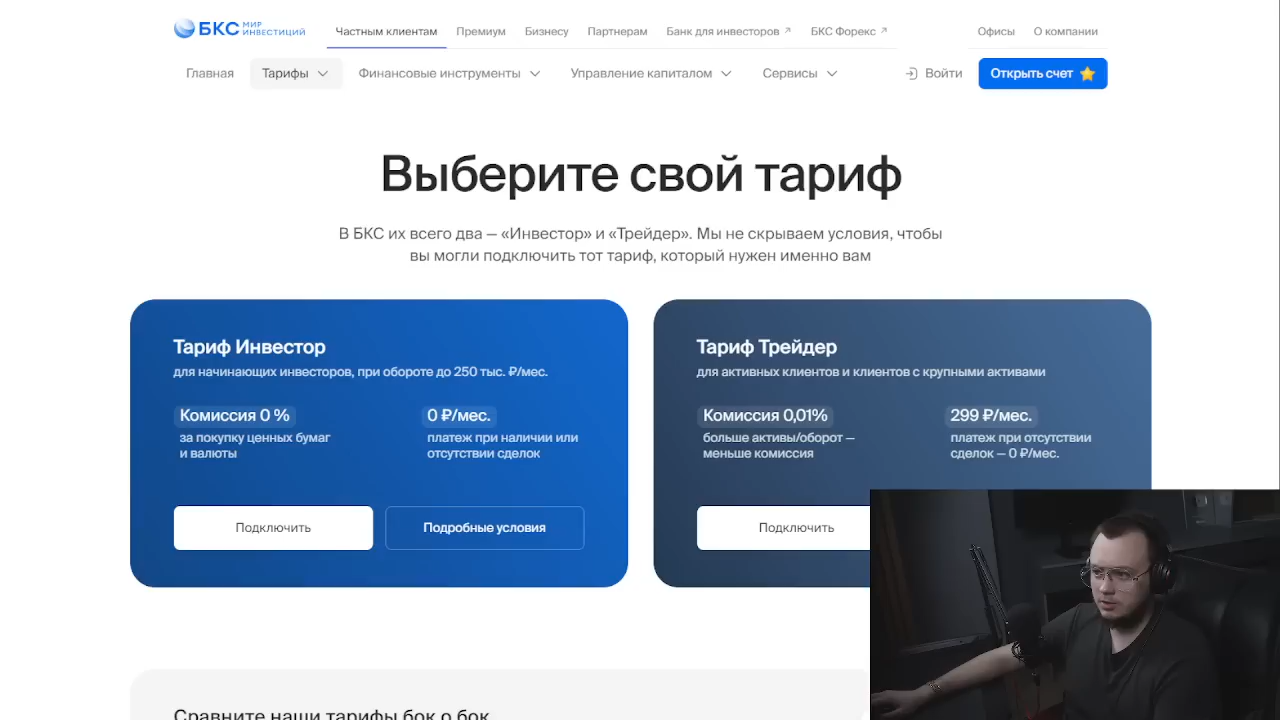 БКС МИР ИНВЕСТИЦИЙ
Частным клиентам Премиум Бизнесу Партнерам Банк для инвесторов БКС Форекс Офисы О компании
Главная Тарифы Финансовые инструменты Управление капиталом Сервисы Войти Открыть счет
Выберите свой тариф
В БКС их всего два — «Инвестор» и «Трейдер». Мы не скрываем условия, чтобы
вы могли подключить тот тариф, который нужен именно вам
Тариф Инвестор
для начинающих инвесторов, при обороте до 250 тыс. ₽/мес.
Комиссия 0 % 0 ₽/мес.
за покупку ценных бумаг платеж при наличии или
и валюты отсутствии сделок
Подключить Подробные условия
Тариф Трейдер
для активных клиентов и клиентов с крупными активами
Комиссия 0,01% 299 ₽/мес.
больше активы/оборот — платеж при отсутствии
меньше комиссия сделок — 0 ₽/мес.
Подключить
Сравните наши тарифы бок о бок